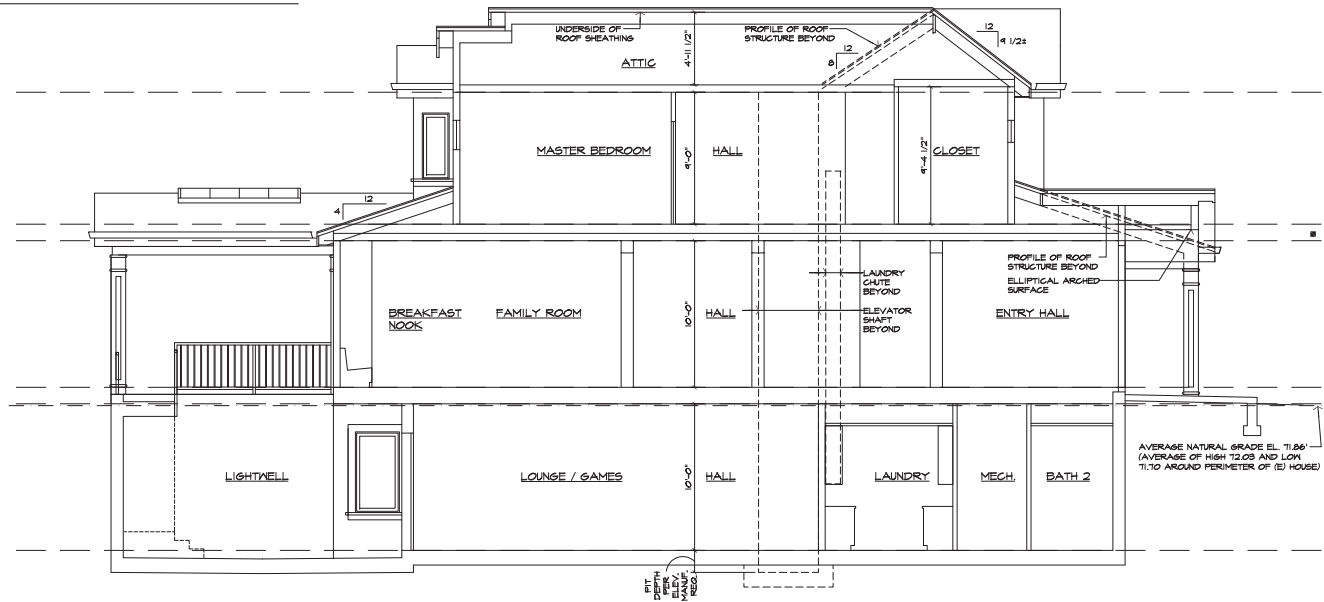 UNDERSIDE OF
ROOF SHEATHING
PROFILE OF ROOF
STRUCTURE BEYOND
12
9 1/2±
12
8
ATTIC
4'-11 1/2"
MASTER BEDROOM
9'-0"
HALL
9'-4 1/2"
CLOSET
12
4
PROFILE OF ROOF
STRUCTURE BEYOND
ELLIPTICAL ARCHED
SURFACE
LAUNDRY
CHUTE
BEYOND
ELEVATOR
SHAFT
BEYOND
BREAKFAST
NOOK
FAMILY ROOM
10'-0"
HALL
ENTRY HALL
AVERAGE NATURAL GRADE EL. 71.86'
(AVERAGE OF HIGH 72.03 AND LOW
71.70 AROUND PERIMETER OF (E) HOUSE)
LIGHTWELL
LOUNGE / GAMES
10'-0"
HALL
LAUNDRY
MECH.
BATH 2
PIT
DEPTH
PER
ELEV.
MANUF.
REQ.